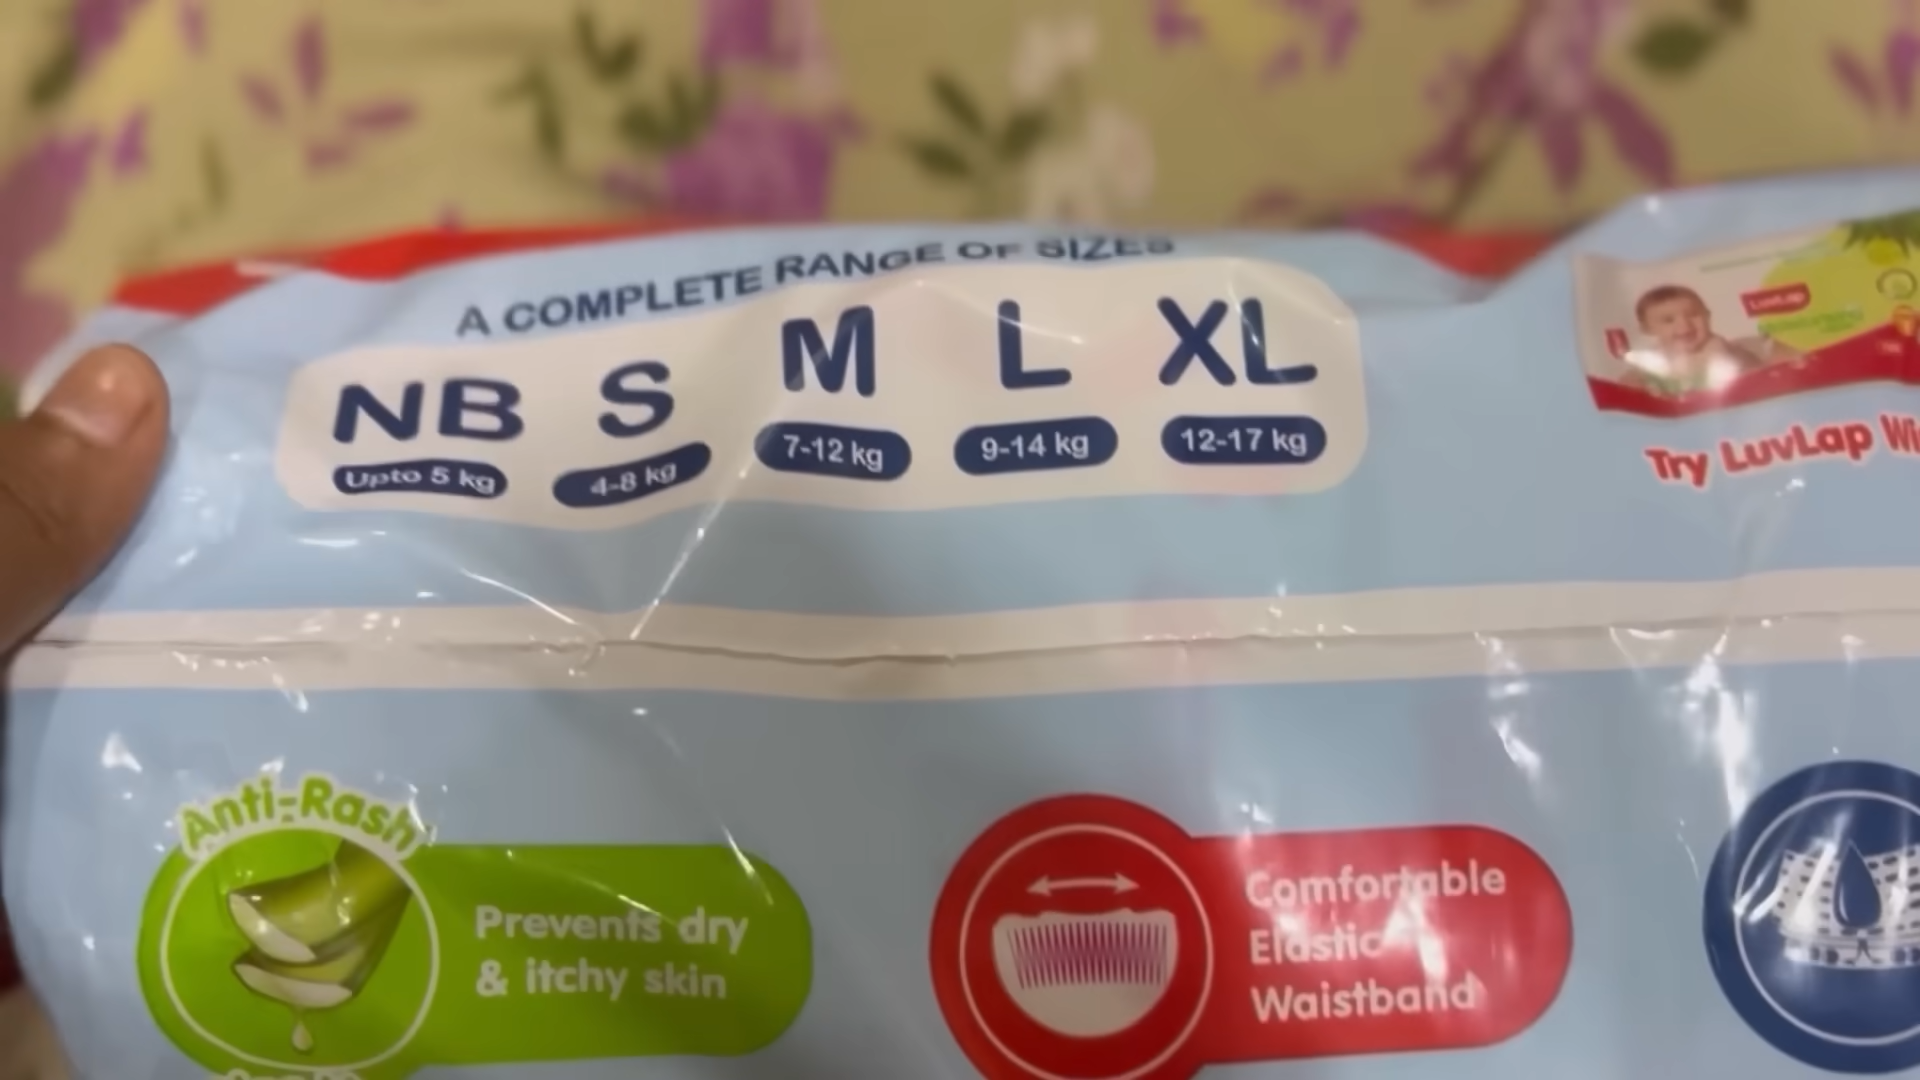 A COMPLETE RANGE OF SIZES
NB S M L XL
Upto 5 kg 4-8 kg 7-12 kg 9-14 kg 12-17 kg
LuvLap
Try LuvLap
Anti-Rash
Prevents dry
& itchy skin
Comfortable
Elastic
Waistband